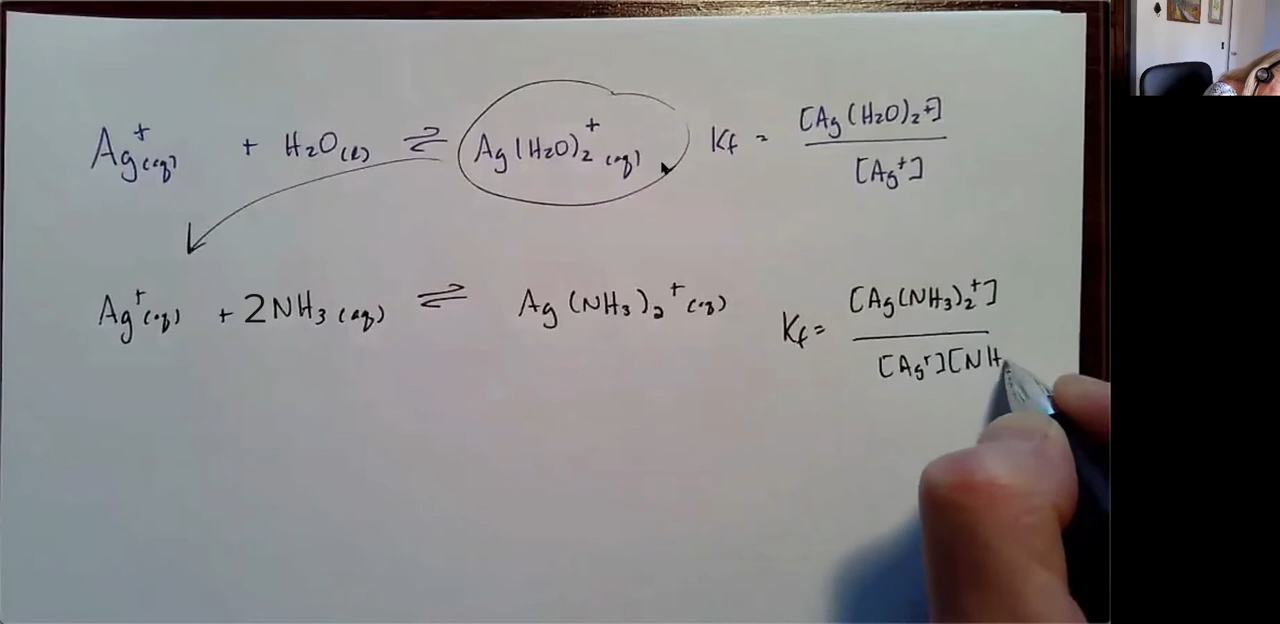 Ag⁺(aq) + H₂O(l) ⇌ Ag(H₂O)₂⁺(aq) Kf = [Ag(H₂O)₂⁺] / [Ag⁺]
Ag⁺(aq) + 2NH₃(aq) ⇌ Ag(NH₃)₂⁺(aq) Kf = [Ag(NH₃)₂⁺] / [Ag⁺][NH